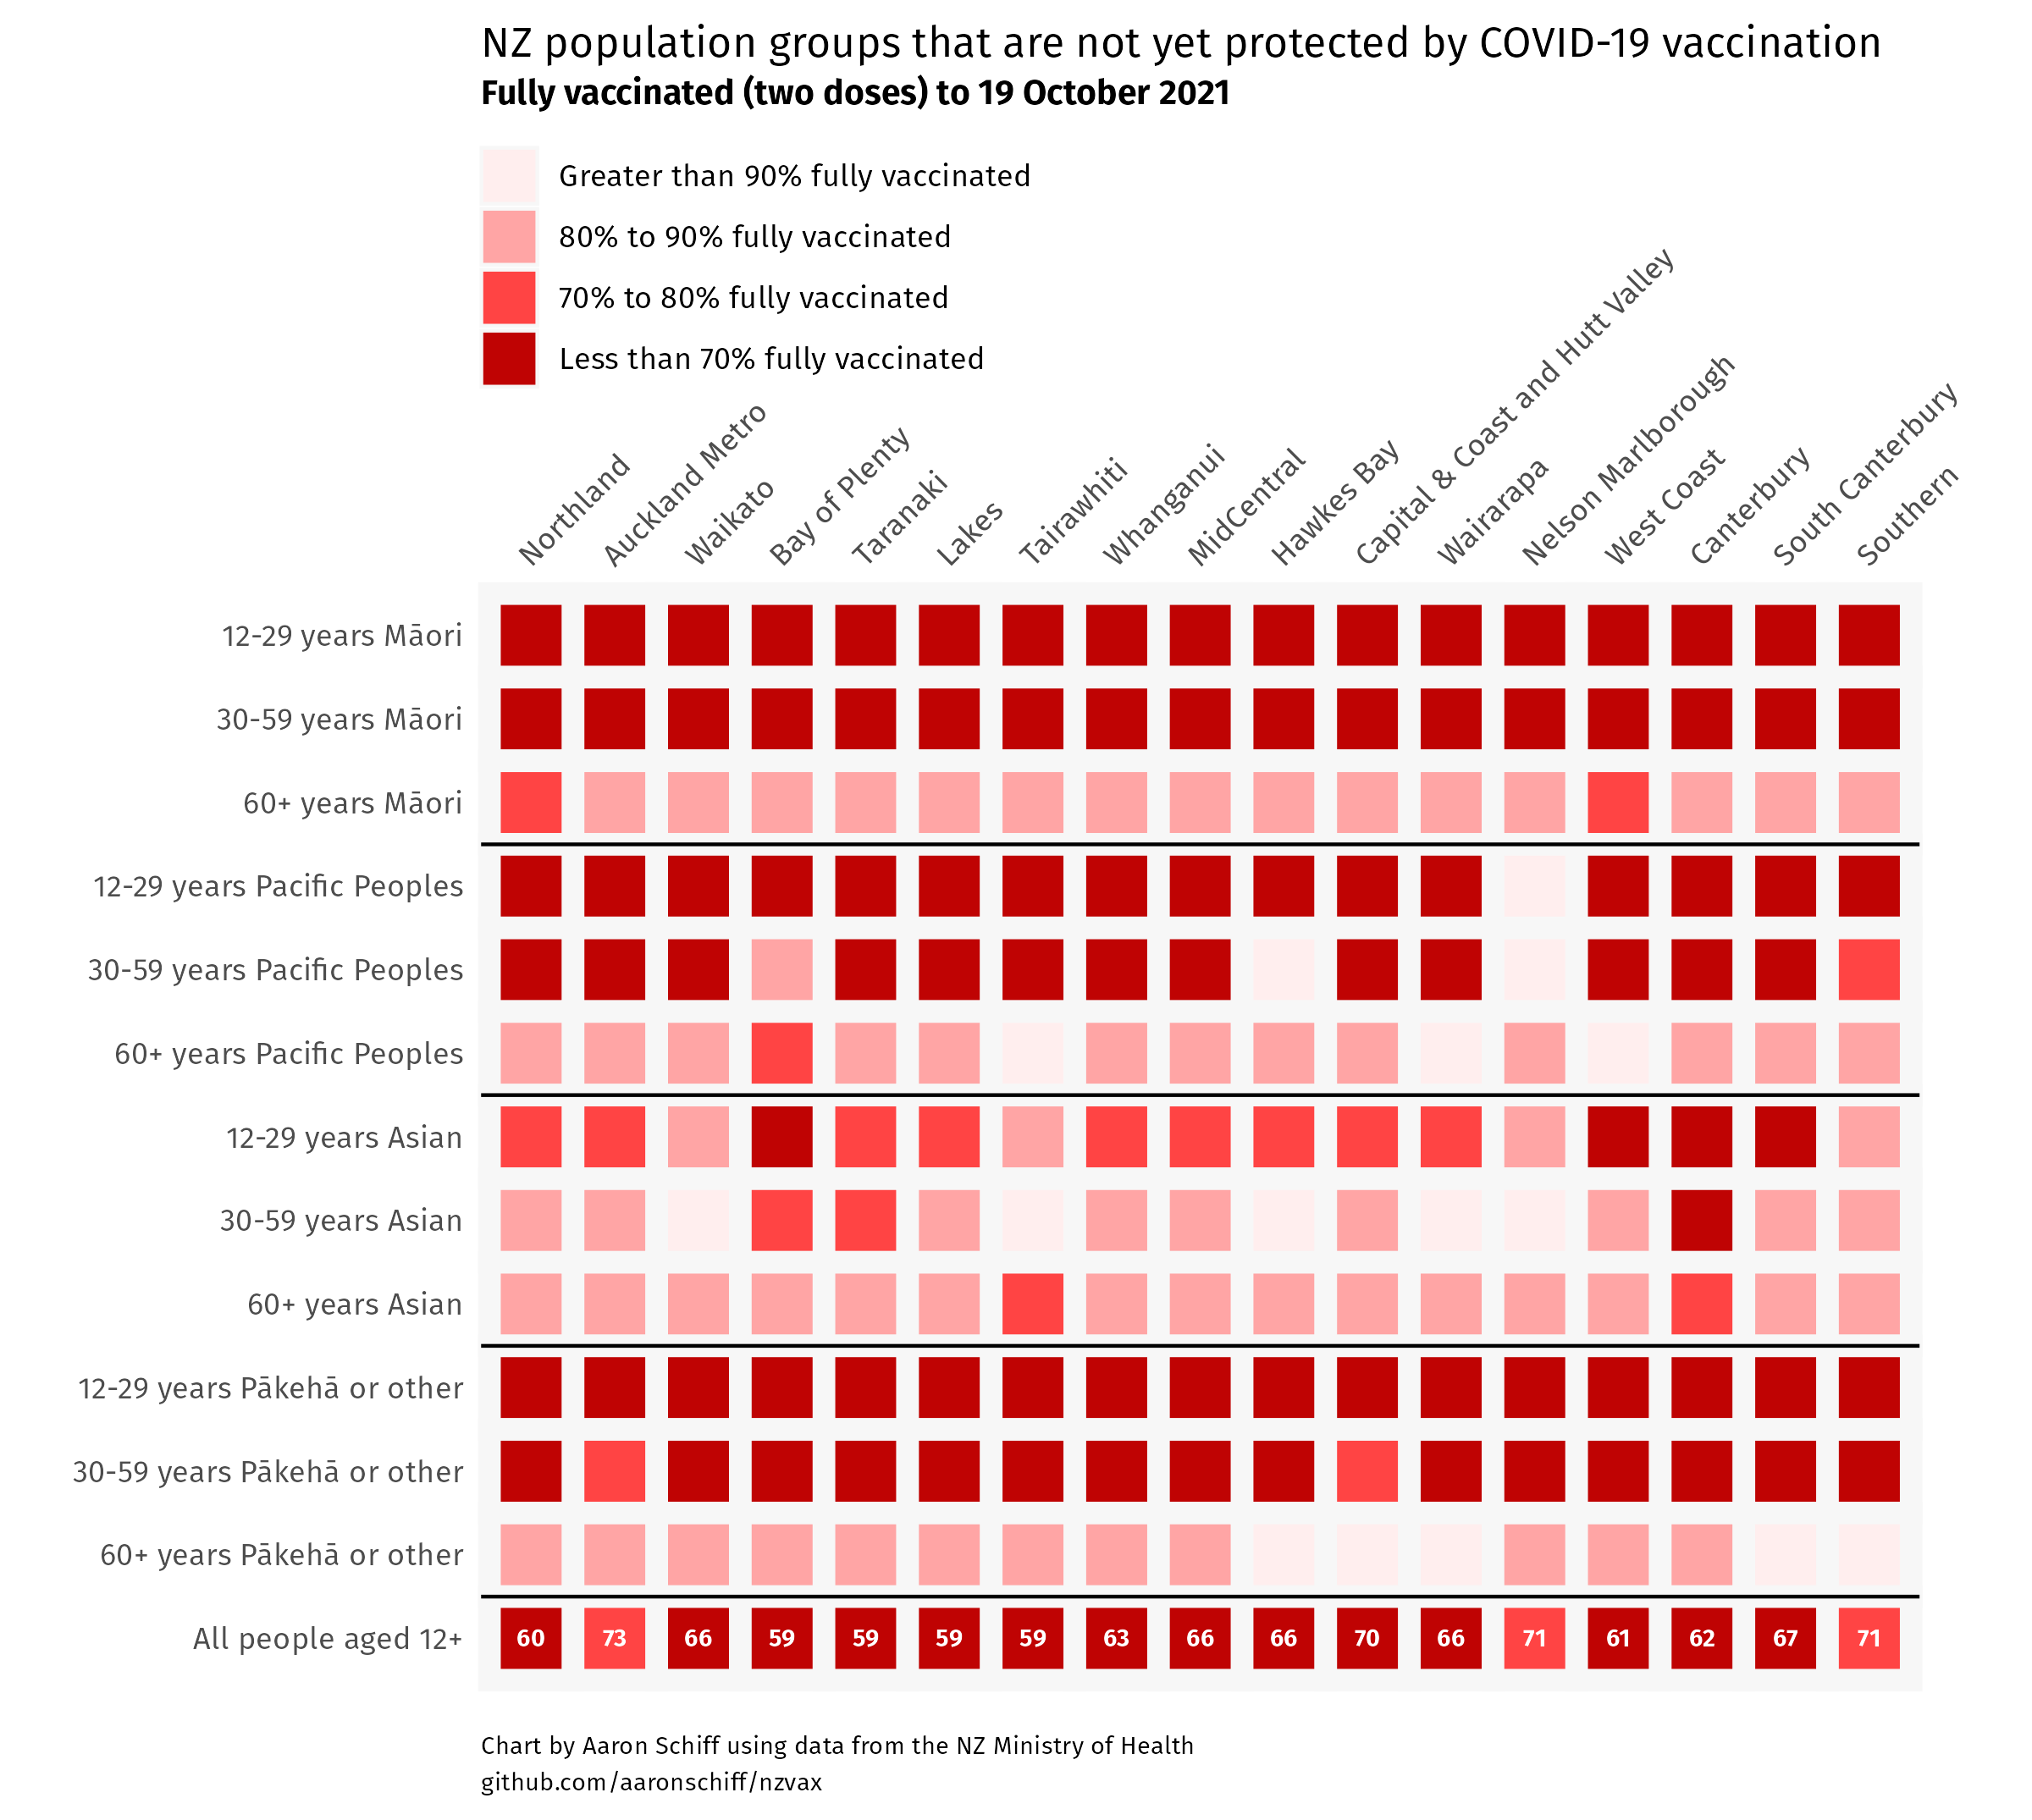 NZ population groups that are not yet protected by COVID-19 vaccination
Fully vaccinated (two doses) to 19 October 2021
Greater than 90% fully vaccinated
80% to 90% fully vaccinated
70% to 80% fully vaccinated
Less than 70% fully vaccinated
Northland
Auckland Metro
Waikato
Bay of Plenty
Taranaki
Lakes
Tairawhiti
Whanganui
MidCentral
Hawkes Bay
Capital & Coast and Hutt Valley
Wairarapa
Nelson Marlborough
West Coast
Canterbury
South Canterbury
Southern
12-29 years Māori
30-59 years Māori
60+ years Māori
12-29 years Pacific Peoples
30-59 years Pacific Peoples
60+ years Pacific Peoples
12-29 years Asian
30-59 years Asian
60+ years Asian
12-29 years Pākehā or other
30-59 years Pākehā or other
60+ years Pākehā or other
All people aged 12+ 60 73 66 59 59 59 59 63 66 66 70 66 71 61 62 67 71
Chart by Aaron Schiff using data from the NZ Ministry of Health
github.com/aaronschiff/nzvax